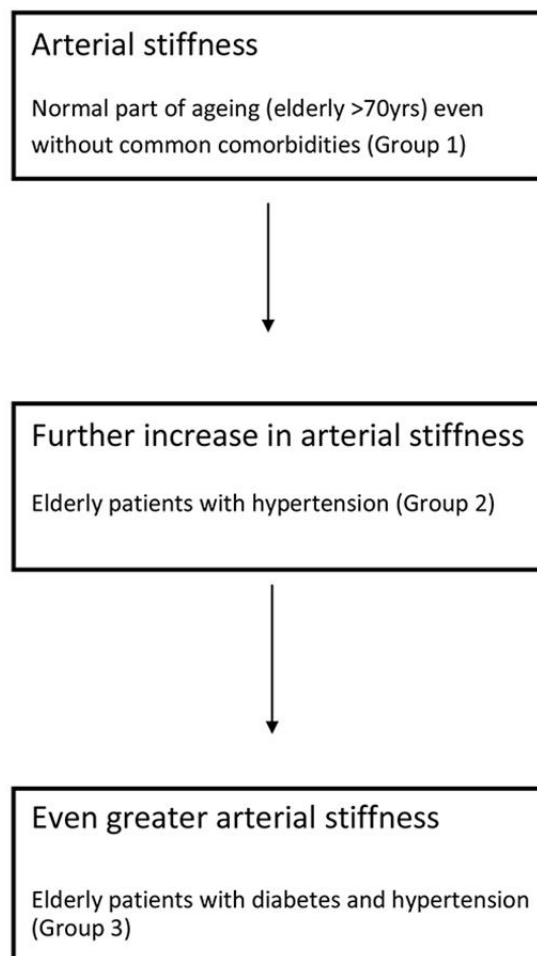 Arterial stiffness
Normal part of ageing (elderly >70yrs) even
without common comorbidities (Group 1)
Further increase in arterial stiffness
Elderly patients with hypertension (Group 2)
Even greater arterial stiffness
Elderly patients with diabetes and hypertension
(Group 3)